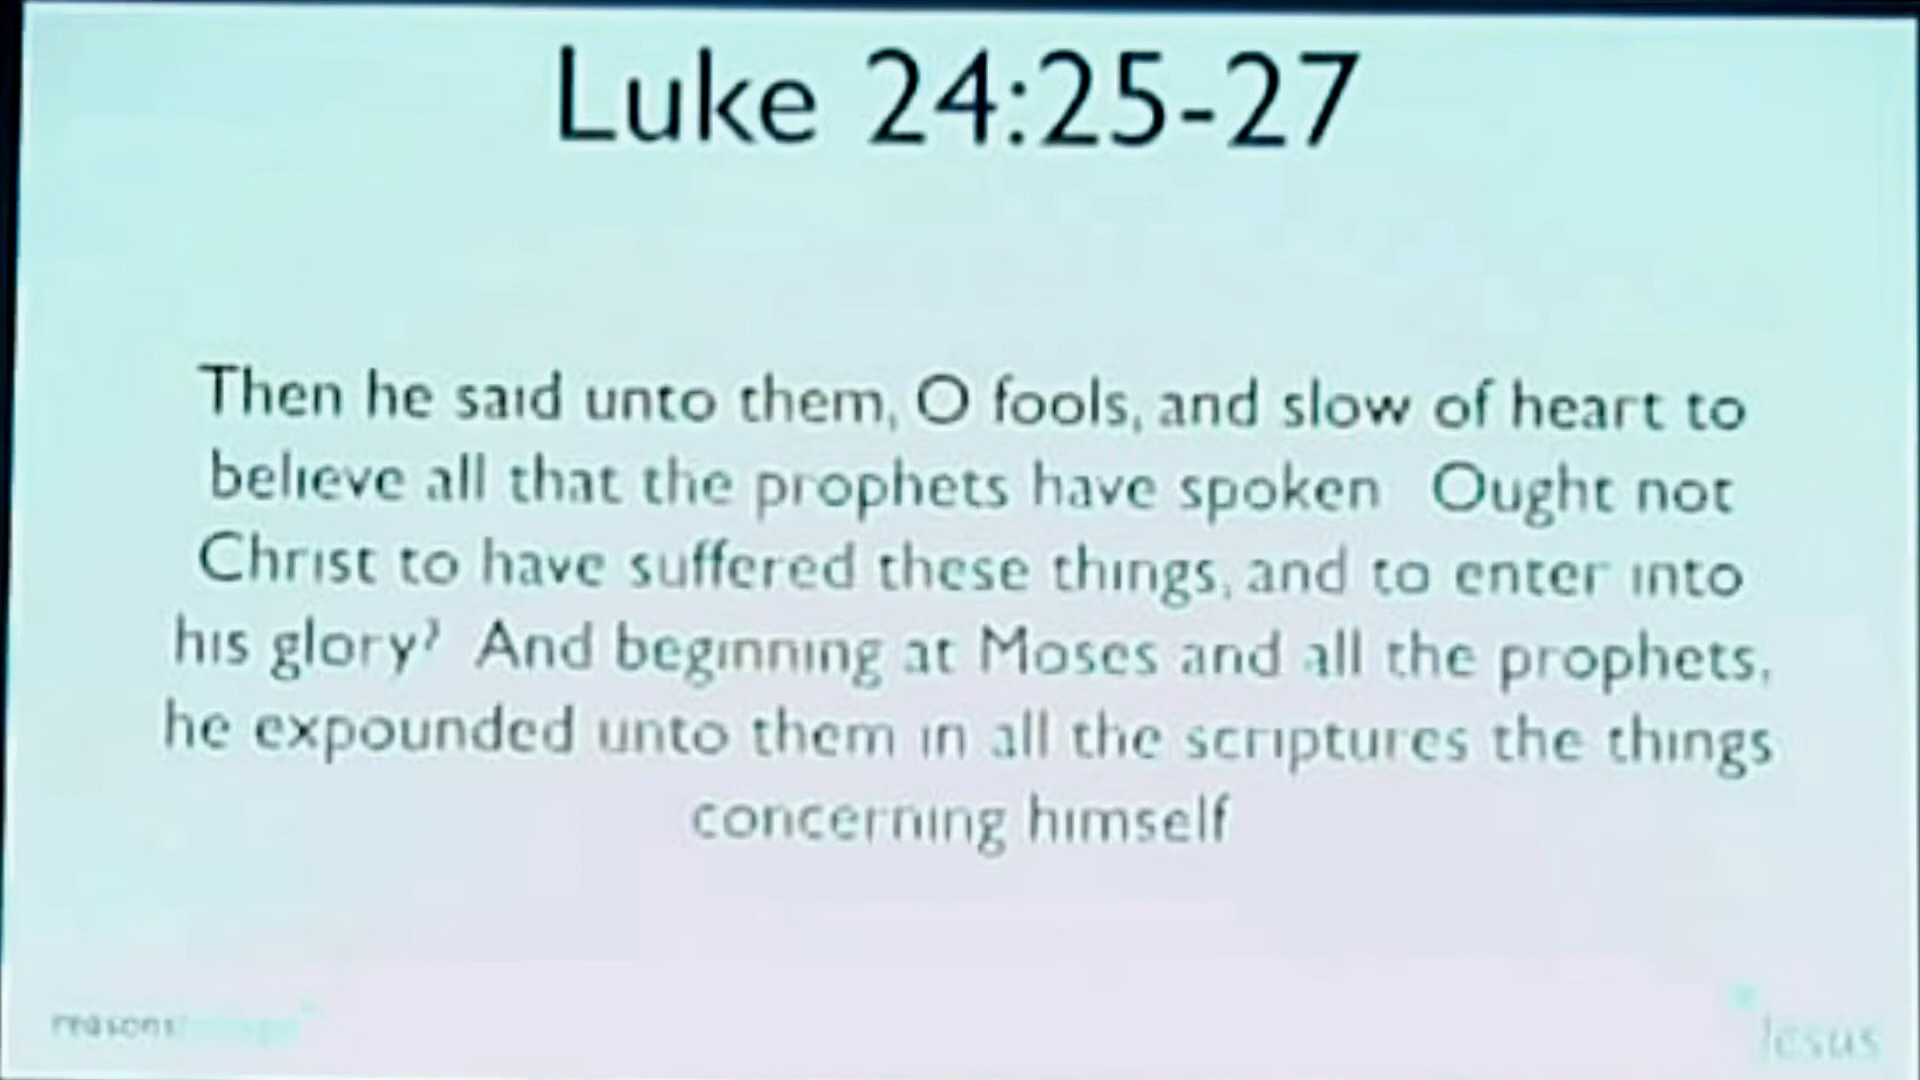 Luke 24:25-27
Then he said unto them, O fools, and slow of heart to
believe all that the prophets have spoken Ought not
Christ to have suffered these things, and to enter into
his glory? And beginning at Moses and all the prophets,
he expounded unto them in all the scriptures the things
concerning himself
reasons
Jesus